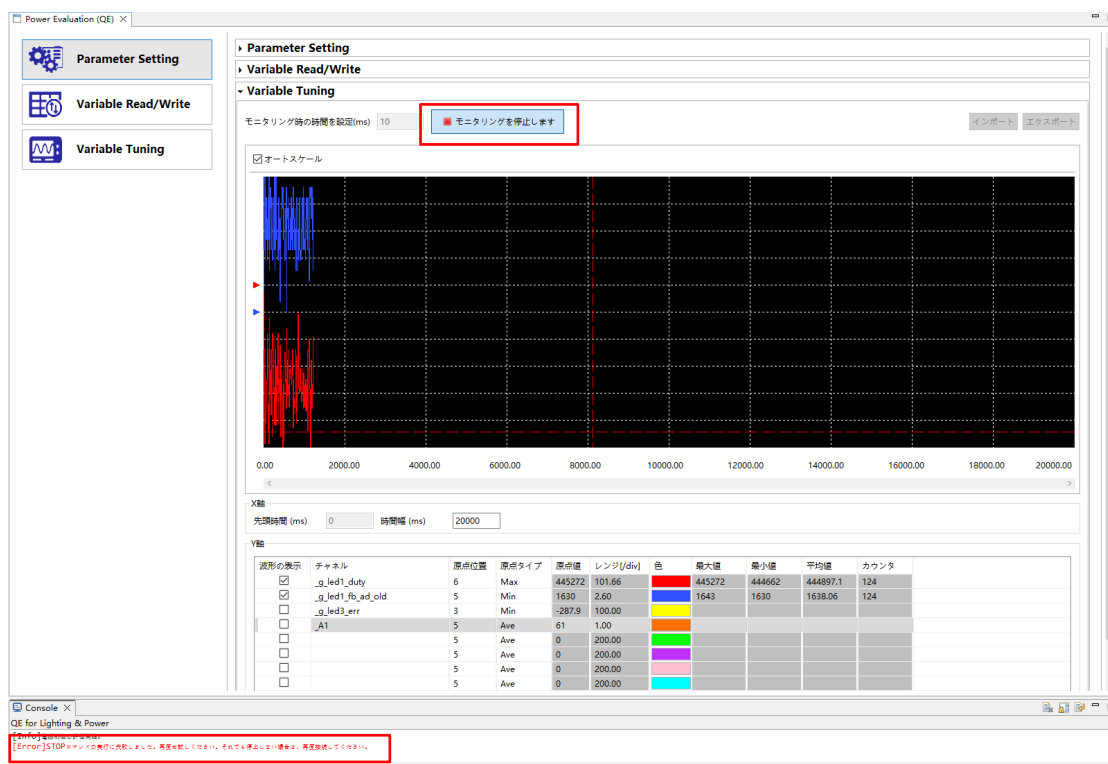 Power Evaluation (QE)
Parameter Setting
Variable Read/Write
Variable Tuning
Parameter Setting
Variable Read/Write
Variable Tuning
モニタリング時の時間を設定(ms) 10 モニタリングを停止します インポート エクスポート
オートスケール
0.00 2000.00 4000.00 6000.00 8000.00 10000.00 12000.00 14000.00 16000.00 18000.00 20000.00
X軸
先頭時間 (ms) 0 時間幅 (ms) 20000
Y軸
波形の表示 チャネル 原点位置 原点タイプ 原点値 レンジ[/div] 色 最大値 最小値 平均値 カウンタ
_g_led1_duty 6 Max 445272 101.66 445272 444662 444897.1 124
_g_led1_fb_ad_old 5 Min 1630 2.60 1643 1630 1638.06 124
_g_led3_err 3 Min -287.9 100.00
_A1 5 Ave 61 1.00
5 Ave 0 200.00
5 Ave 0 200.00
5 Ave 0 200.00
5 Ave 0 200.00
Console
QE for Lighting & Power
[Info]
[Error]STOPコマンドの実行に失敗しました。再度お試しください。それでも停止しない場合は、再度接続してください。